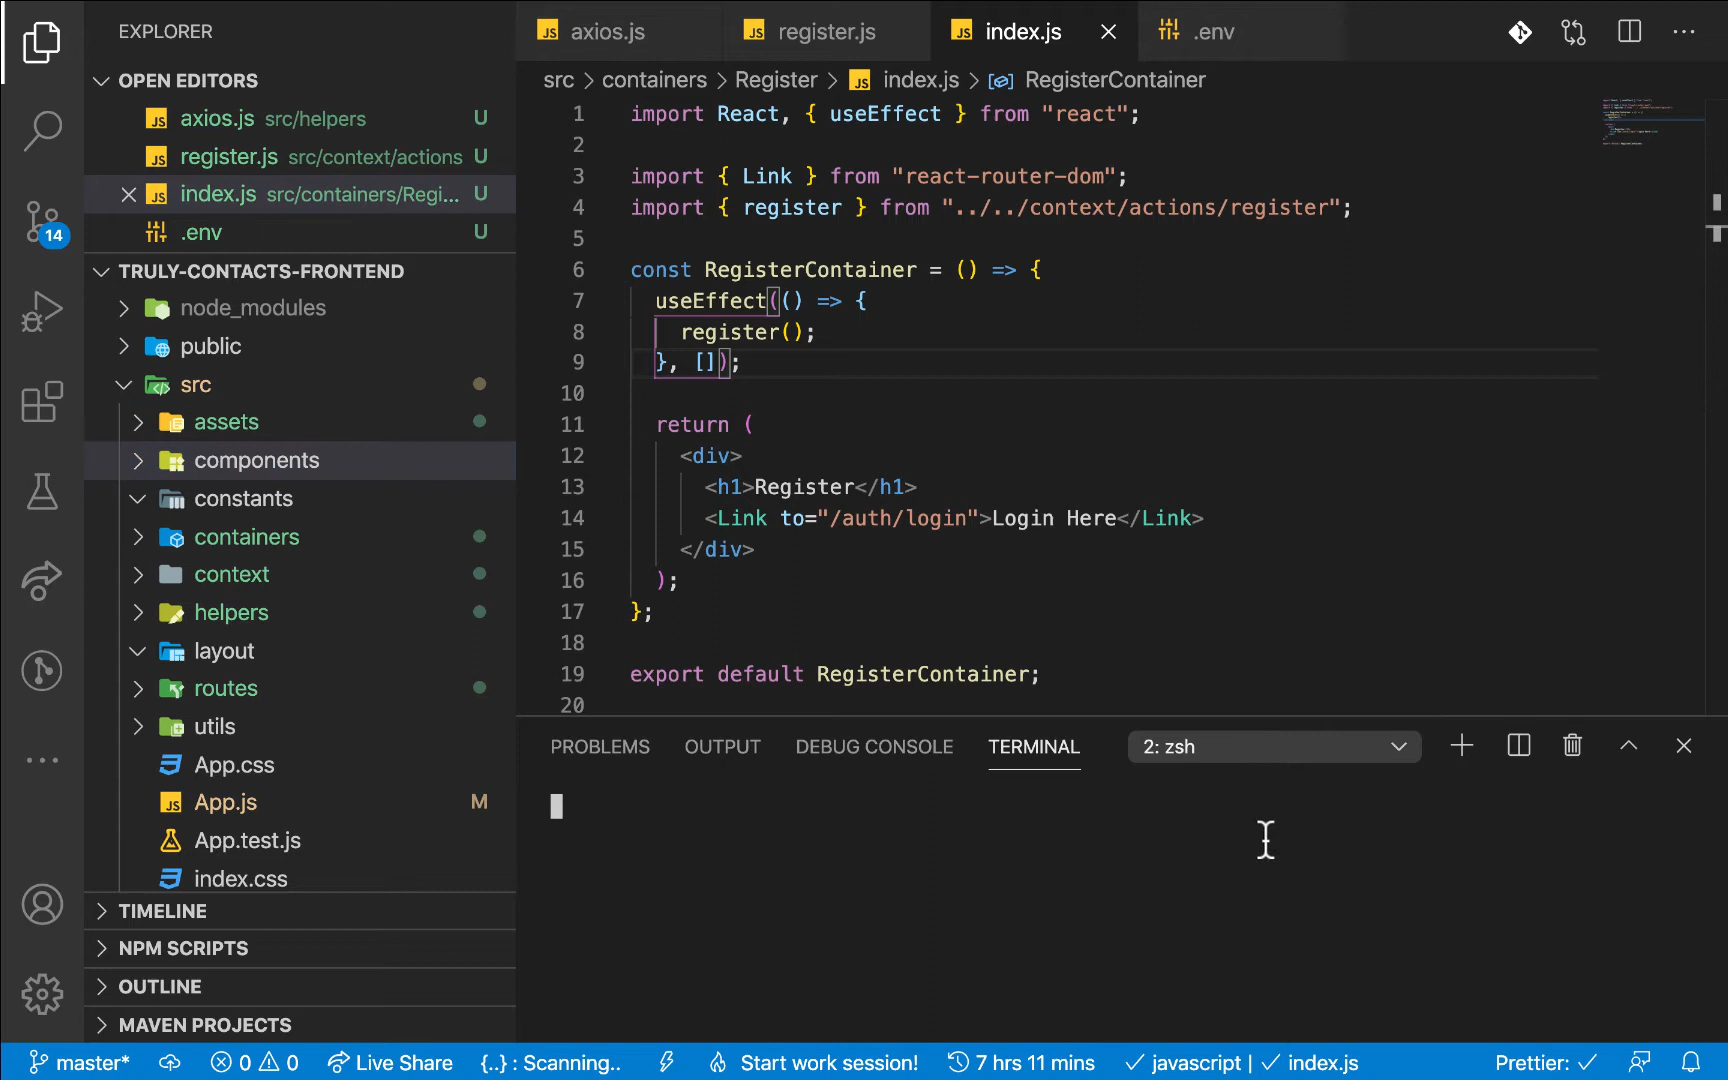 EXPLORER
OPEN EDITORS
JS axios.js src/helpers U
JS register.js src/context/actions U
JS index.js src/containers/Regi... U
.env U
14
TRULY-CONTACTS-FRONTEND
node_modules
public
src
assets
components
constants
containers
context
helpers
layout
routes
utils
App.css
JS App.js M
App.test.js
index.css
TIMELINE
NPM SCRIPTS
OUTLINE
MAVEN PROJECTS
JS axios.js JS register.js JS index.js .env
src > containers > Register > JS index.js > RegisterContainer
1 import React, { useEffect } from "react";
2
3 import { Link } from "react-router-dom";
4 import { register } from "../../context/actions/register";
5
6 const RegisterContainer = () => {
7 useEffect(() => {
8 register();
9 }, []);
10
11 return (
12 <div>
13 <h1>Register</h1>
14 <Link to="/auth/login">Login Here</Link>
15 </div>
16 );
17 };
18
19 export default RegisterContainer;
20
PROBLEMS OUTPUT DEBUG CONSOLE TERMINAL 2: zsh
master* 0 0 Live Share {..} : Scanning.. Start work session! 7 hrs 11 mins javascript | index.js Prettier: